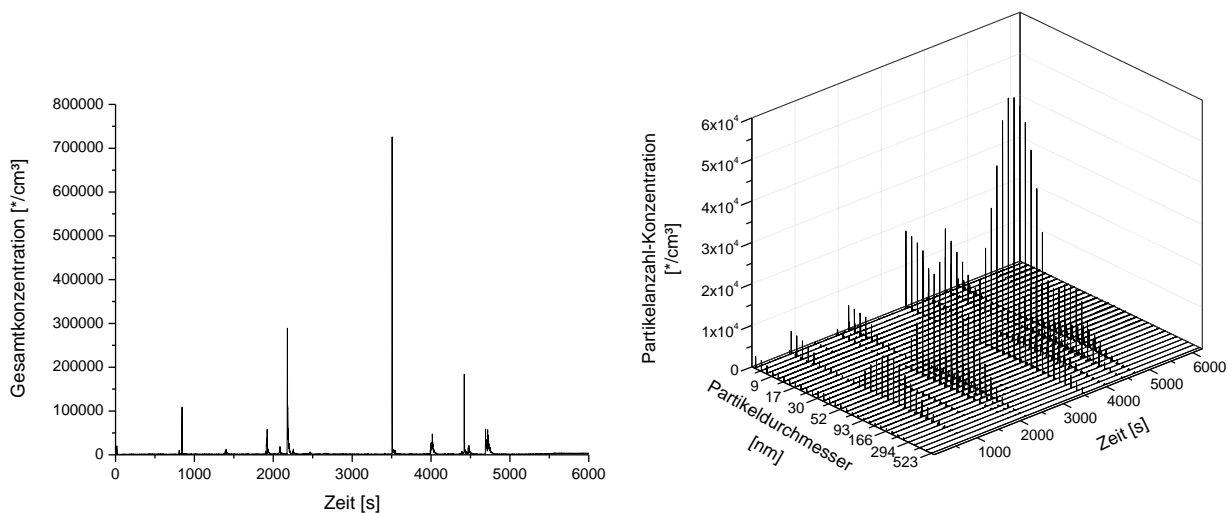 800000
700000
600000
500000
400000
300000
200000
100000
0
Gesamtkonzentration [*/cm³]
0 1000 2000 3000 4000 5000 6000
Zeit [s]
6x10⁴
5x10⁴
4x10⁴
3x10⁴
2x10⁴
1x10⁴
0
Partikelanzahl-Konzentration
[*/cm³]
9
17
30
52
93
166
294
523
Partikeldurchmesser
[nm]
1000
2000
3000
4000
5000
6000
Zeit [s]